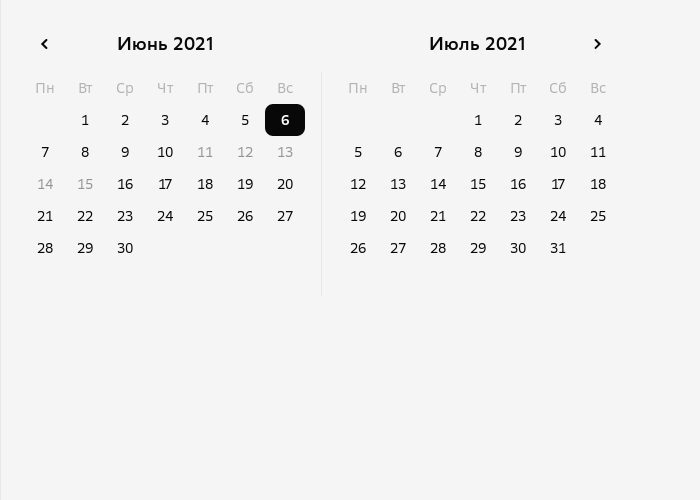 Июнь 2021
Пн Вт Ср Чт Пт Сб Вс
1 2 3 4 5 6
7 8 9 10 11 12 13
14 15 16 17 18 19 20
21 22 23 24 25 26 27
28 29 30
Июль 2021
Пн Вт Ср Чт Пт Сб Вс
1 2 3 4
5 6 7 8 9 10 11
12 13 14 15 16 17 18
19 20 21 22 23 24 25
26 27 28 29 30 31